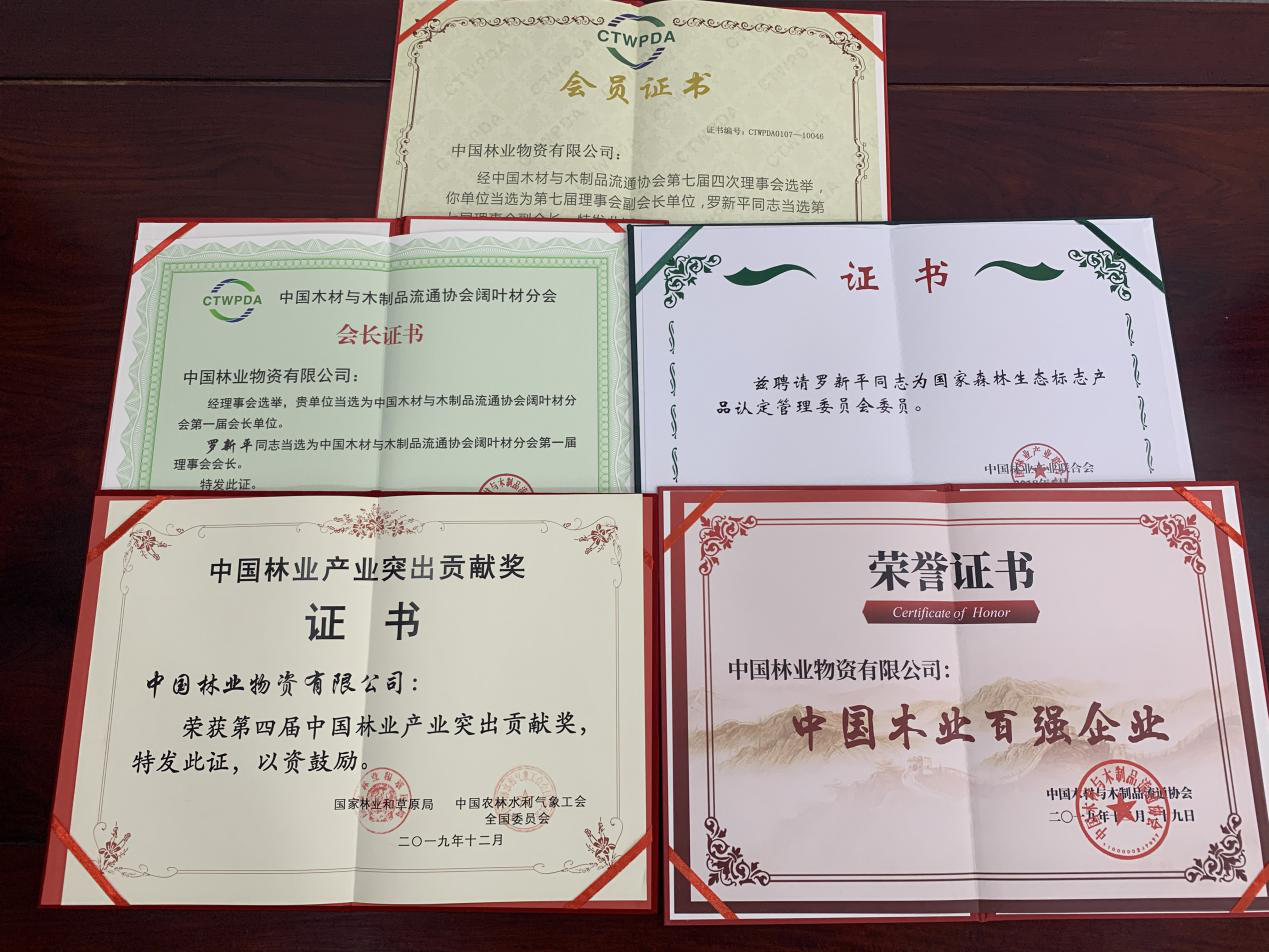 CTWPDA
会员证书
证书编号：CTWPDA0107—10046
中国林业物资有限公司：
经中国木材与木制品流通协会第七届四次理事会选举，
你单位当选为第七届理事会副会长单位，罗新平同志当选第
CTWPDA
中国木材与木制品流通协会阔叶材分会
会长证书
中国林业物资有限公司：
经理事会选举，贵单位当选为中国木材与木制品流通协会阔叶材分
会第一届会长单位。
罗新平同志当选为中国木材与木制品流通协会阔叶材分会第一届
理事会会长。
特发此证。
证 书
兹聘请罗新平同志为国家森林生态标志产
品认定管理委员会委员。
中国林业产业联合会
中国林业产业突出贡献奖
证 书
中国林业物资有限公司：
荣获第四届中国林业产业突出贡献奖，
特发此证，以资鼓励。
国家林业和草原局 中国农林水利气象工会
全国委员会
二〇一九年十二月
荣誉证书
Certificate of Honor
中国林业物资有限公司：
中国木业百强企业
中国木材与木制品流通协会